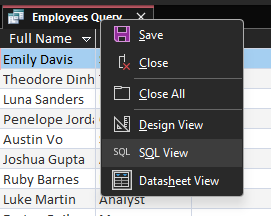 Employees Query
Full Name
Emily Davis
Theodore Dinh
Luna Sanders
Penelope Jorda
Austin Vo
Joshua Gupta
Ruby Barnes
Luke Martin Analyst
Save
Close
Close All
Design View
SQL SQL View
Datasheet View